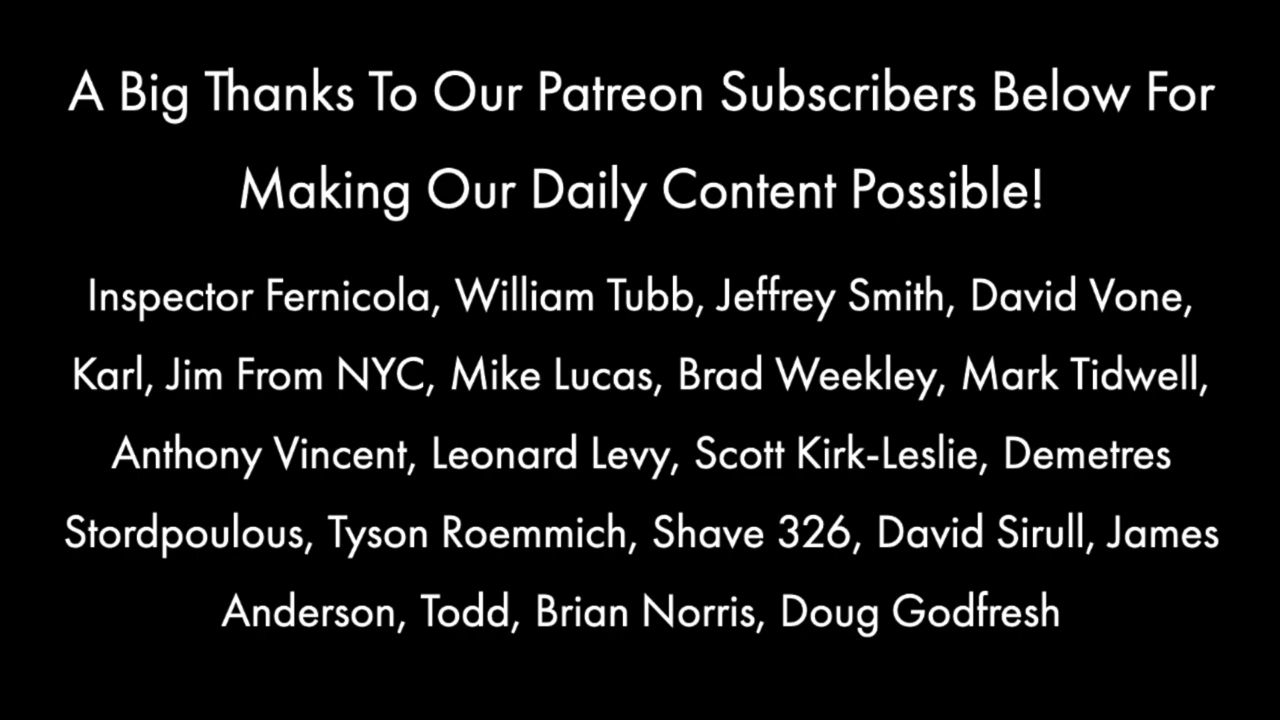 A Big Thanks To Our Patreon Subscribers Below For
Making Our Daily Content Possible!
Inspector Fernicola, William Tubb, Jeffrey Smith, David Vone,
Karl, Jim From NYC, Mike Lucas, Brad Weekley, Mark Tidwell,
Anthony Vincent, Leonard Levy, Scott Kirk-Leslie, Demetres
Stordpoulous, Tyson Roemmich, Shave 326, David Sirull, James
Anderson, Todd, Brian Norris, Doug Godfresh